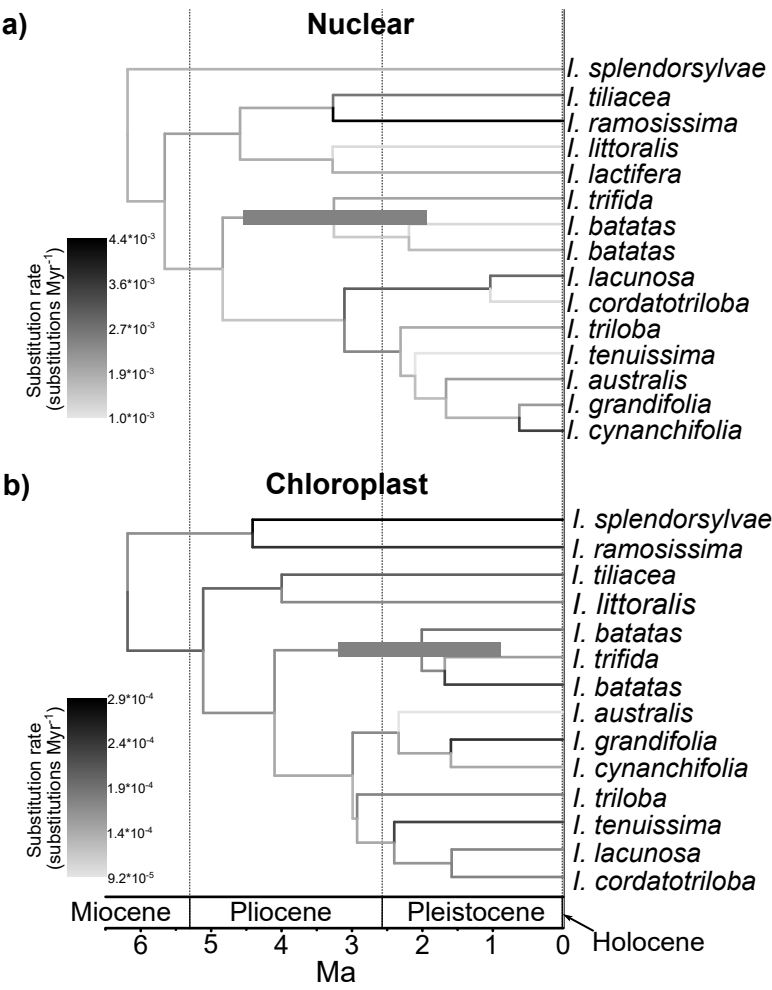 a)
Nuclear
I. splendorsylvae
I. tiliacea
I. ramosissima
I. littoralis
I. lactifera
I. trifida
I. batatas
I. batatas
I. lacunosa
I. cordatotriloba
I. triloba
I. tenuissima
I. australis
I. grandifolia
I. cynanchifolia
Substitution rate
(substitutions Myr⁻¹)
4.4*10⁻³
3.6*10⁻³
2.7*10⁻³
1.9*10⁻³
1.0*10⁻³
b)
Chloroplast
I. splendorsylvae
I. ramosissima
I. tiliacea
I. littoralis
I. batatas
I. trifida
I. batatas
I. australis
I. grandifolia
I. cynanchifolia
I. triloba
I. tenuissima
I. lacunosa
I. cordatotriloba
Substitution rate
(substitutions Myr⁻¹)
2.9*10⁻⁴
2.4*10⁻⁴
1.9*10⁻⁴
1.4*10⁻⁴
9.2*10⁻⁵
Miocene Pliocene Pleistocene
Holocene
6 5 4 3 2 1 0
Ma